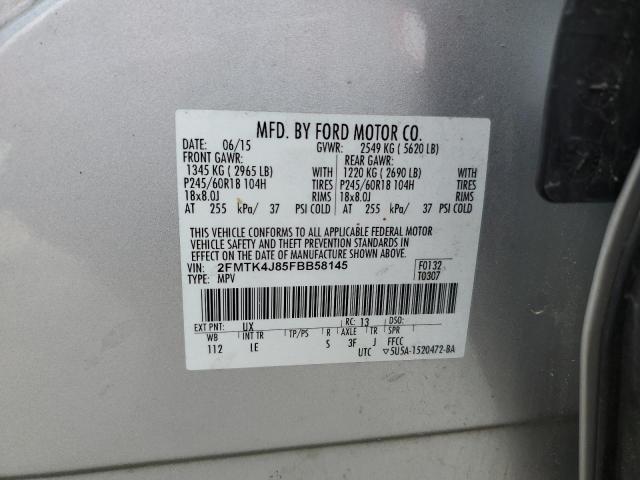 MFD. BY FORD MOTOR CO.
DATE: 06/15 GVWR: 2549 KG ( 5620 LB)
FRONT GAWR: REAR GAWR:
1345 KG ( 2965 LB) 1220 KG ( 2690 LB)
P245/60R18 104H TIRES P245/60R18 104H TIRES
18x8.0J RIMS 18x8.0J RIMS
AT 255 kPa/ 37 PSI COLD AT 255 kPa/ 37 PSI COLD
THIS VEHICLE CONFORMS TO ALL APPLICABLE FEDERAL MOTOR
VEHICLE SAFETY AND THEFT PREVENTION STANDARDS IN
EFFECT ON THE DATE OF MANUFACTURE SHOWN ABOVE.
VIN: 2FMTK4J85FBB58145 F0132
TYPE: MPV T0307
EXT PNT: UX RC: 13 DSO:
WB INT TR TP/PS R AXLE TR SPR
112 LE S 3F J FFCC
UTC ▽5U5A-1520472-BA